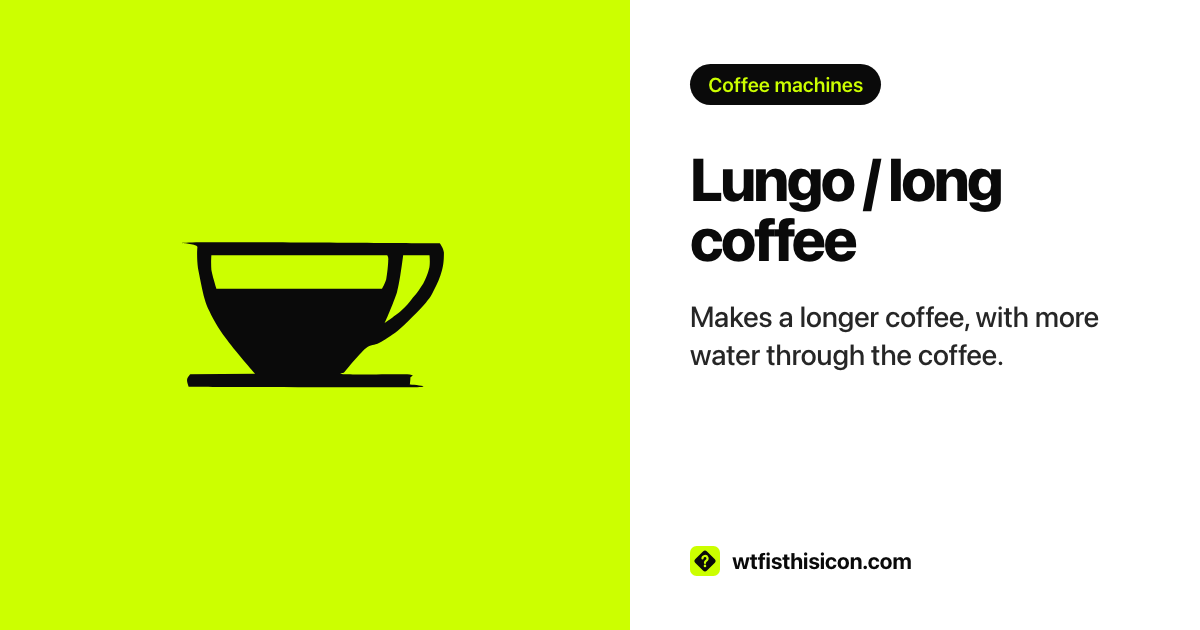 Coffee machines
Lungo / long
coffee
Makes a longer coffee, with more
water through the coffee.
?
wtfisthisicon.com